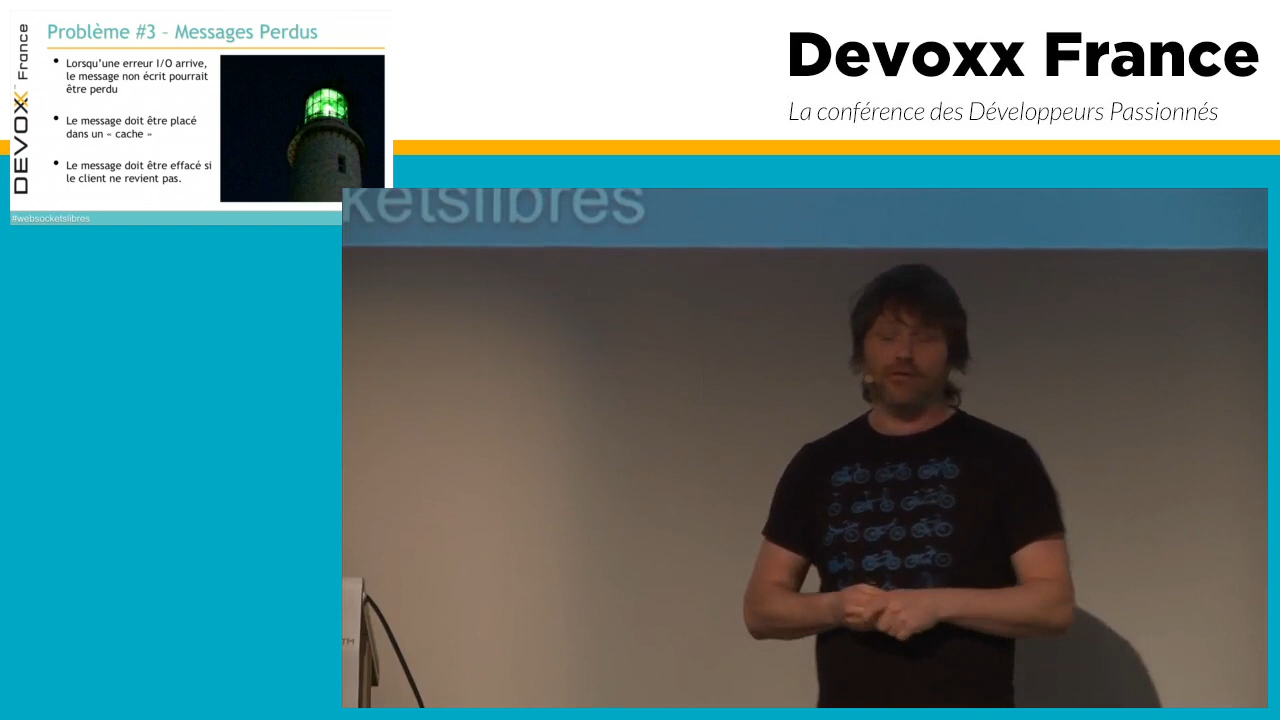 Problème #3 – Messages Perdus
Lorsqu'une erreur I/O arrive,
le message non écrit pourrait
être perdu
Le message doit être placé
dans un « cache »
Le message doit être effacé si
le client ne revient pas.
DEVOXX France
#websocketslibres
Devoxx France
La conférence des Développeurs Passionnés
ketslibres
TM